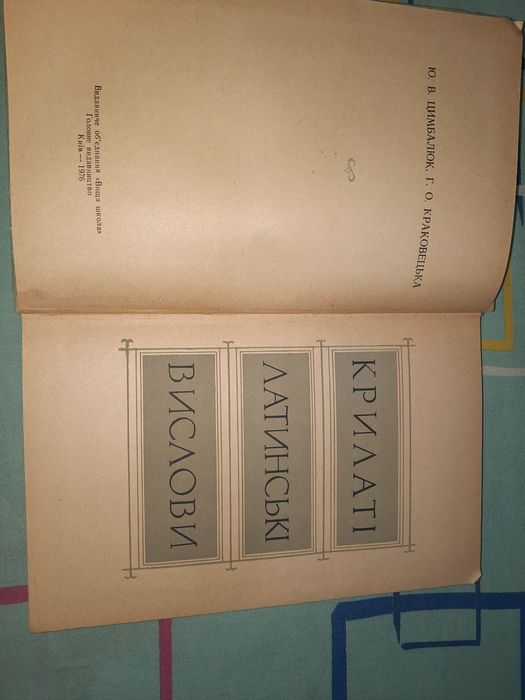 Ю. В. ЦИМБАЛЮК, Г. О. КРАКОВЕЦЬКА
Видавниче об'єднання «Вища школа»
Головне видавництво
Київ — 1976
КРИЛАТІ
ЛАТИНСЬКІ
ВИСЛОВИ